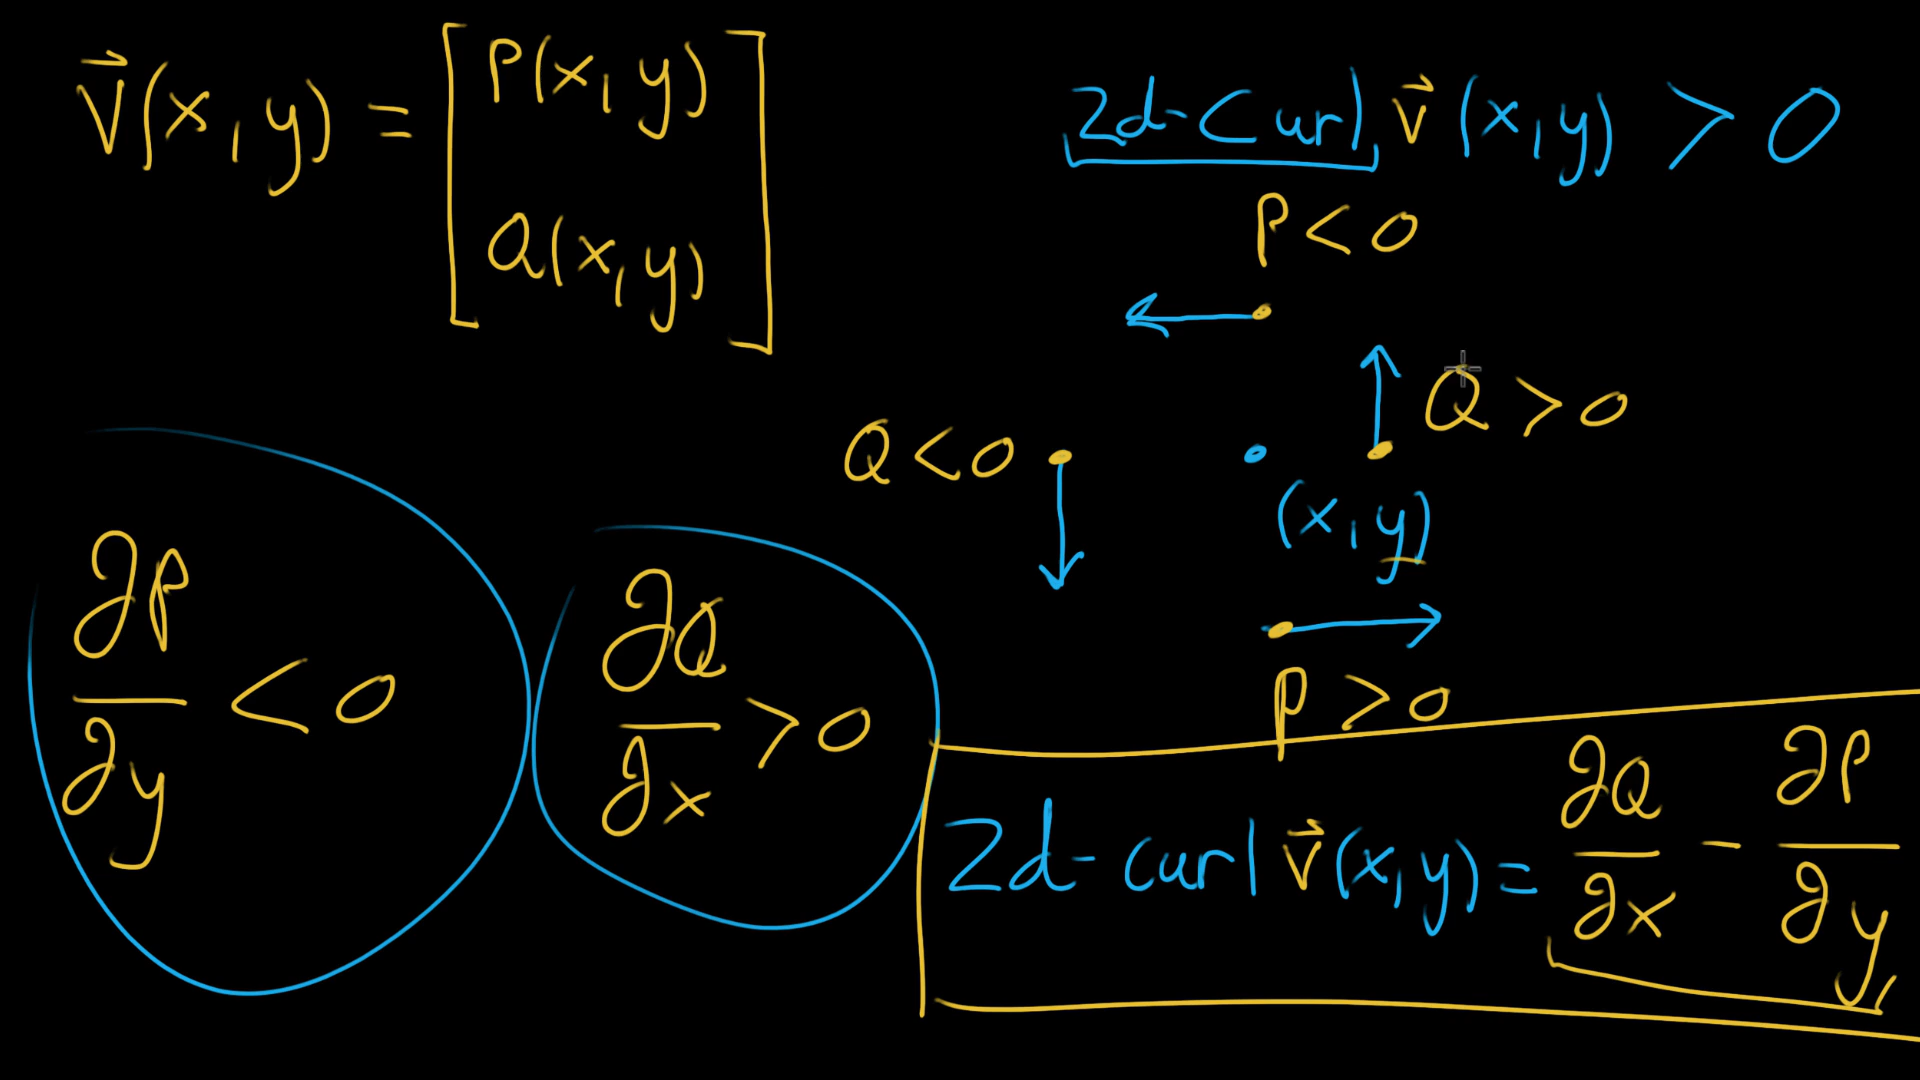 v⃗(x,y) = [ P(x,y)
Q(x,y) ]
2d-Curl v⃗(x,y) > 0
P < 0
Q > 0
Q < 0
(x,y)
P > 0
∂P/∂y < 0
∂Q/∂x > 0
2d-curl v⃗(x,y) = ∂Q/∂x - ∂P/∂y